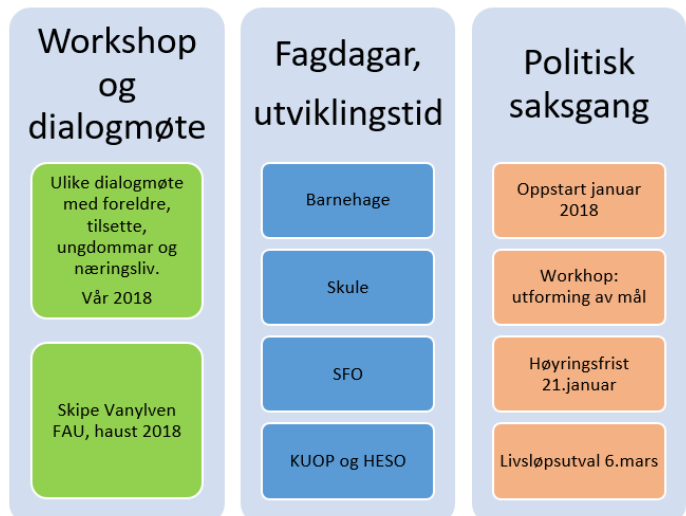 Workshop
og
dialogmøte
Ulike dialogmøte
med foreldre,
tilsette,
ungdommar og
næringsliv.
Vår 2018
Skipe Vanylven
FAU, haust 2018
Fagdagar,
utviklingstid
Barnehage
Skule
SFO
KUOP og HESO
Politisk
saksgang
Oppstart januar
2018
Workhop:
utforming av mål
Høyringsfrist
21.januar
Livsløpsutval 6.mars